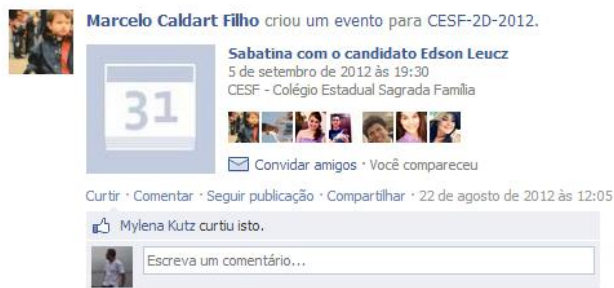 Marcelo Caldart Filho criou um evento para CESF-2D-2012.
Sabatina com o candidato Edson Leucz
5 de setembro de 2012 às 19:30
CESF - Colégio Estadual Sagrada Família
31
Convidar amigos · Você compareceu
Curtir · Comentar · Seguir publicação · Compartilhar · 22 de agosto de 2012 às 12:05
Mylena Kutz curtiu isto.
Escreva um comentário...